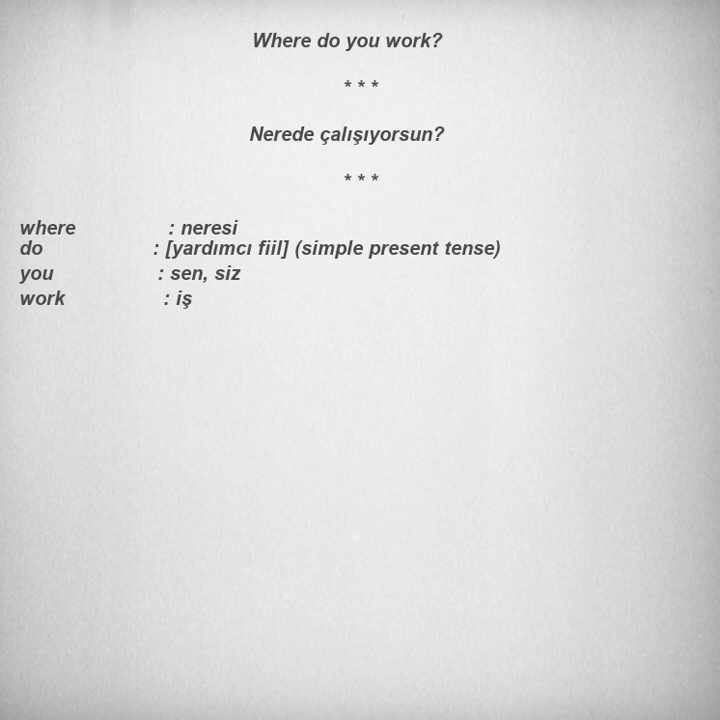 Where do you work?
* * *
Nerede çalışıyorsun?
* * *
where : neresi
do : [yardımcı fiil] (simple present tense)
you : sen, siz
work : iş